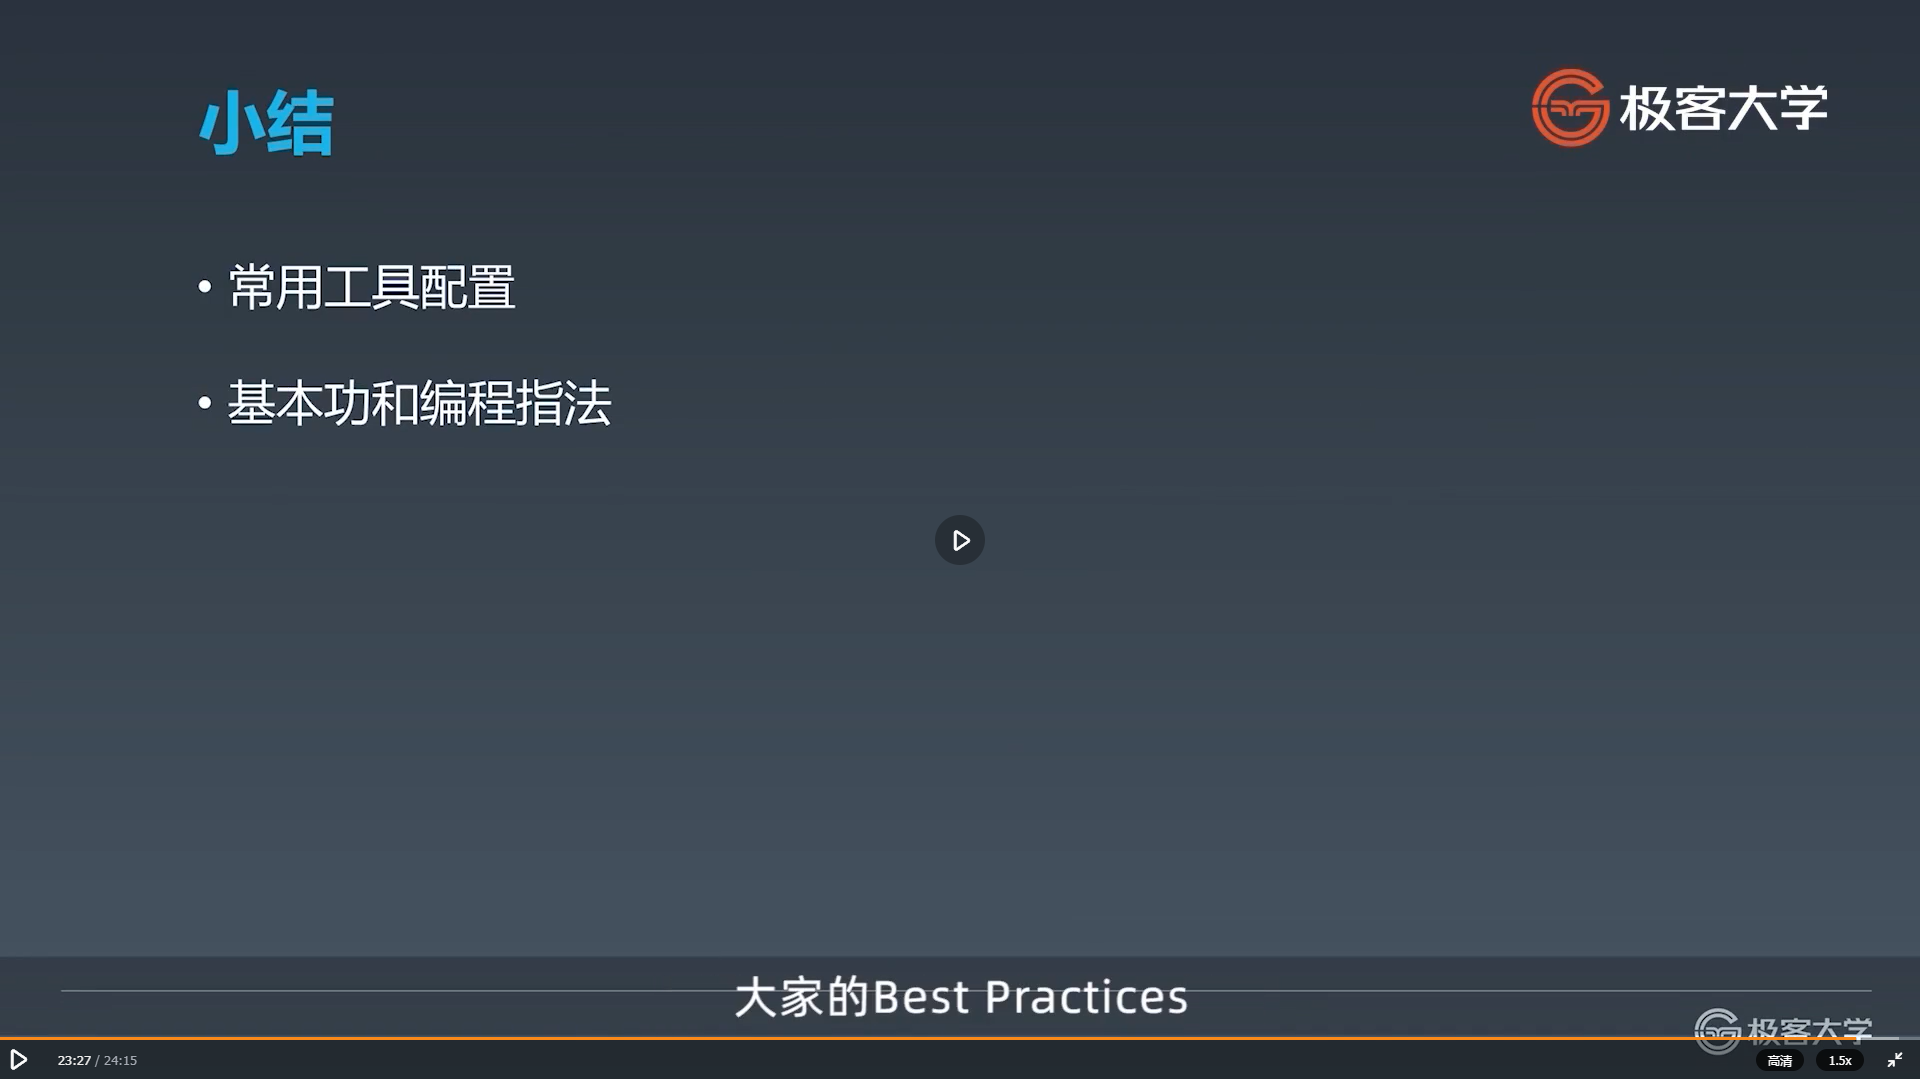 小结
极客大学
• 常用工具配置
• 基本功和编程指法
大家的Best Practices
极客大学
23:27 / 24:15
高清
1.5x